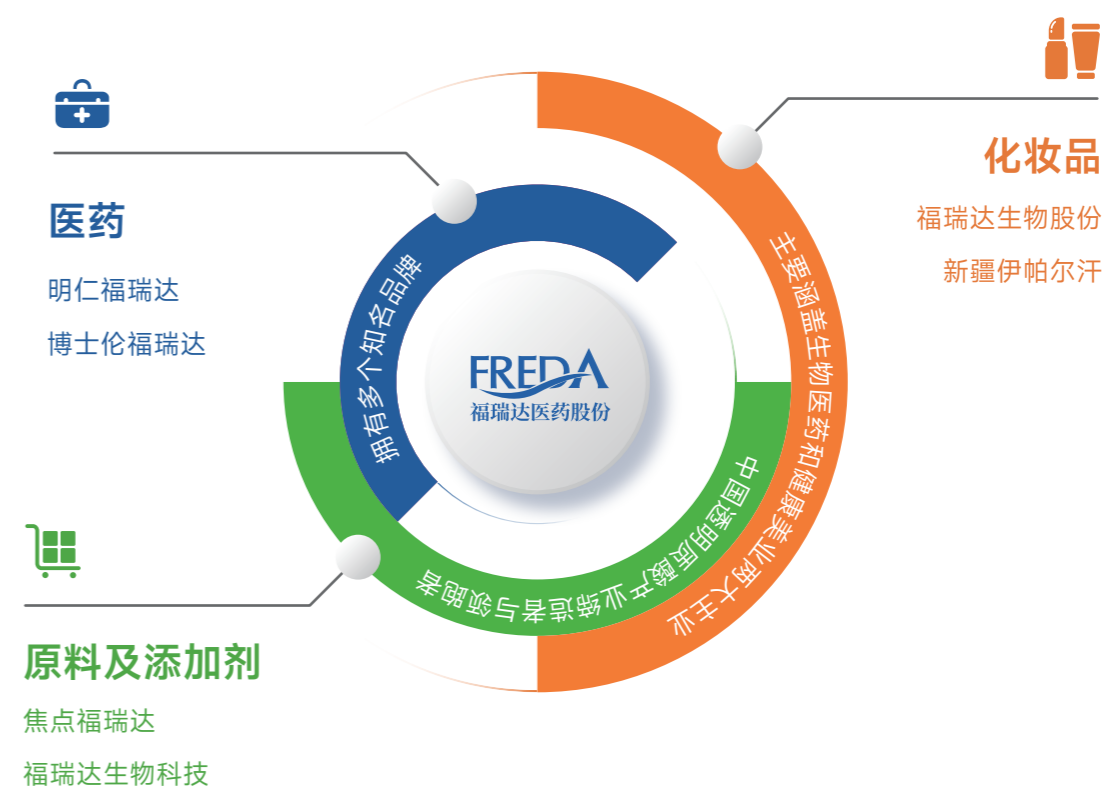 医药
明仁福瑞达
博士伦福瑞达
化妆品
福瑞达生物股份
新疆伊帕尔汗
拥有多个知名品牌
主要涵盖生物医药和健康美业两大主业
中国透明质酸产业缔造者与领跑者
FREDA
福瑞达医药股份
原料及添加剂
焦点福瑞达
福瑞达生物科技